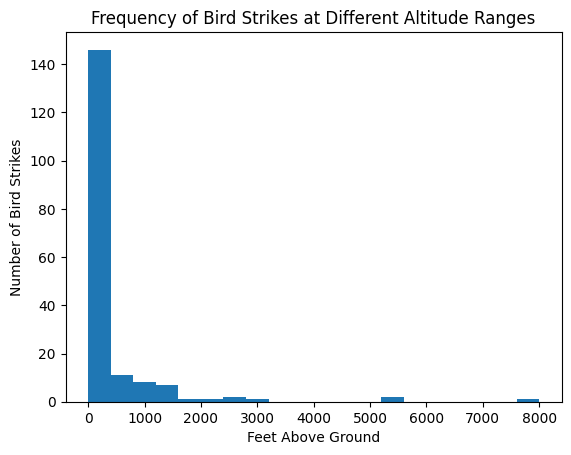 Frequency of Bird Strikes at Different Altitude Ranges
140
120
100
80
60
40
20
0
Number of Bird Strikes
0 1000 2000 3000 4000 5000 6000 7000 8000
Feet Above Ground